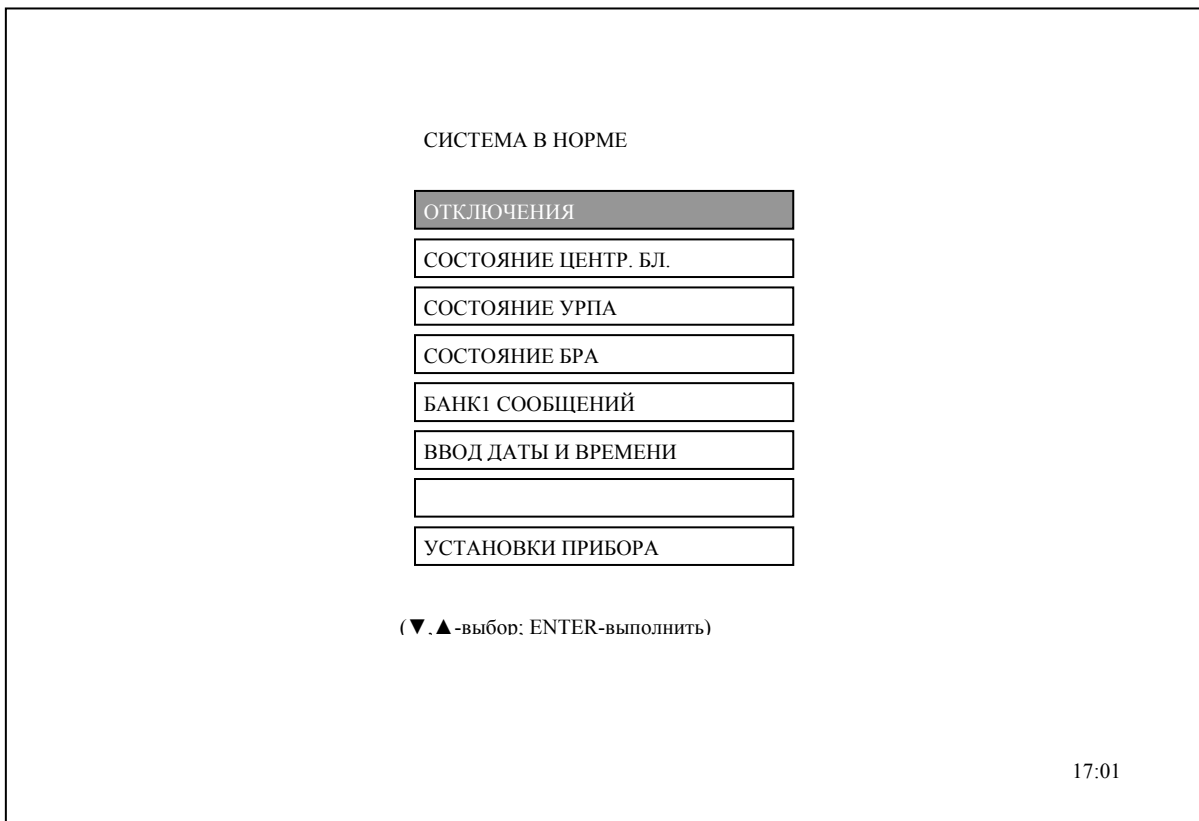 СИСТЕМА В НОРМЕ
ОТКЛЮЧЕНИЯ
СОСТОЯНИЕ ЦЕНТР. БЛ.
СОСТОЯНИЕ УРПА
СОСТОЯНИЕ БРА
БАНК1 СООБЩЕНИЙ
ВВОД ДАТЫ И ВРЕМЕНИ
УСТАНОВКИ ПРИБОРА
(▼,▲-выбор; ENTER-выполнить)
17:01